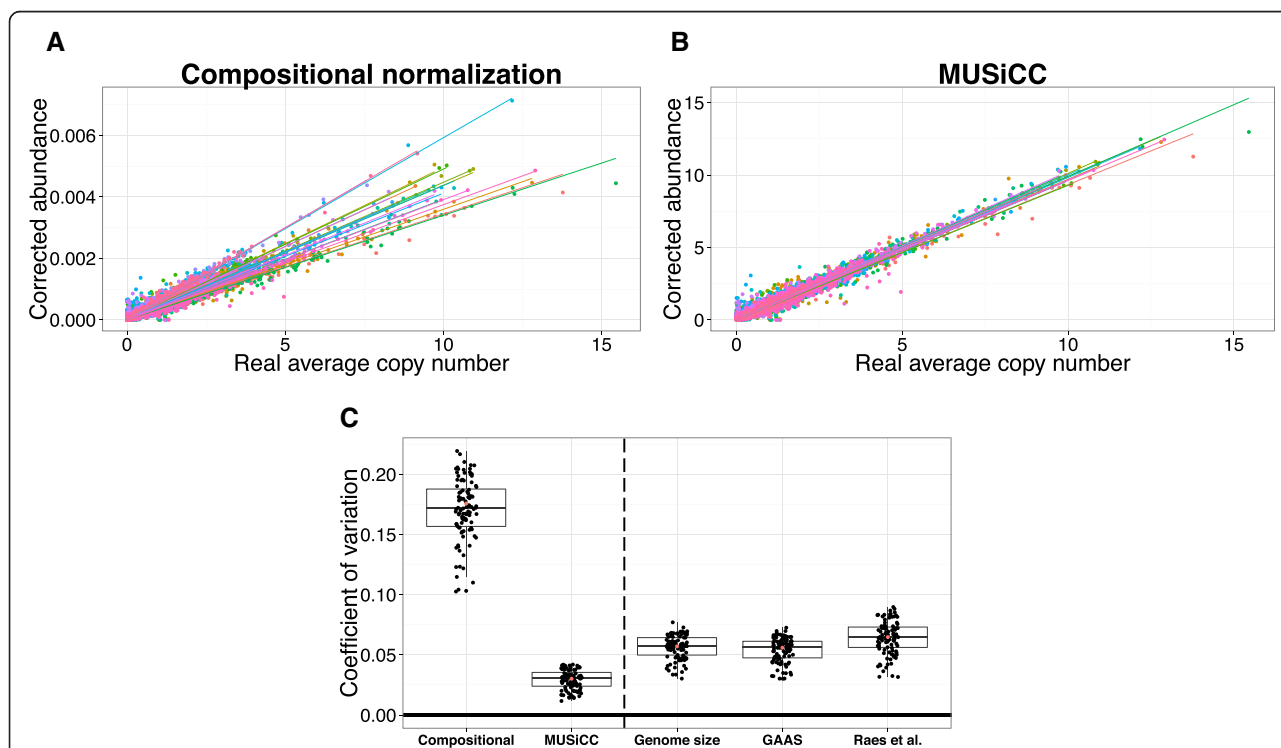 A
Compositional normalization
Corrected abundance
0.006
0.004
0.002
0.000
0
5
10
15
Real average copy number
B
MUSiCC
Corrected abundance
15
10
5
0
0
5
10
15
Real average copy number
C
Coefficient of variation
0.20
0.15
0.10
0.05
0.00
Compositional
MUSiCC
Genome size
GAAS
Raes et al.